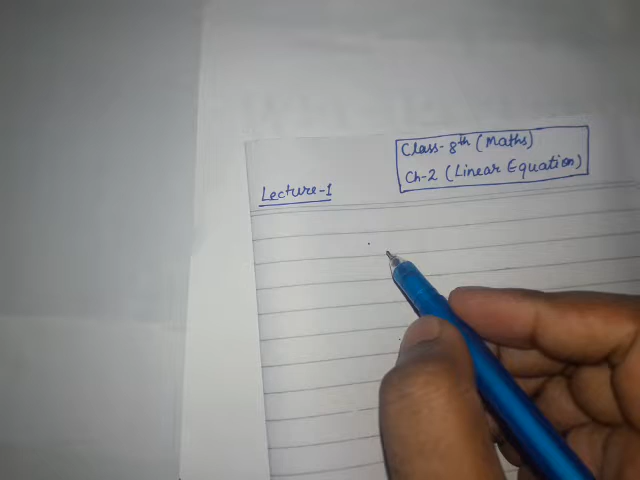 Class-8th (Maths)
Ch-2 (Linear Equation)
Lecture-1